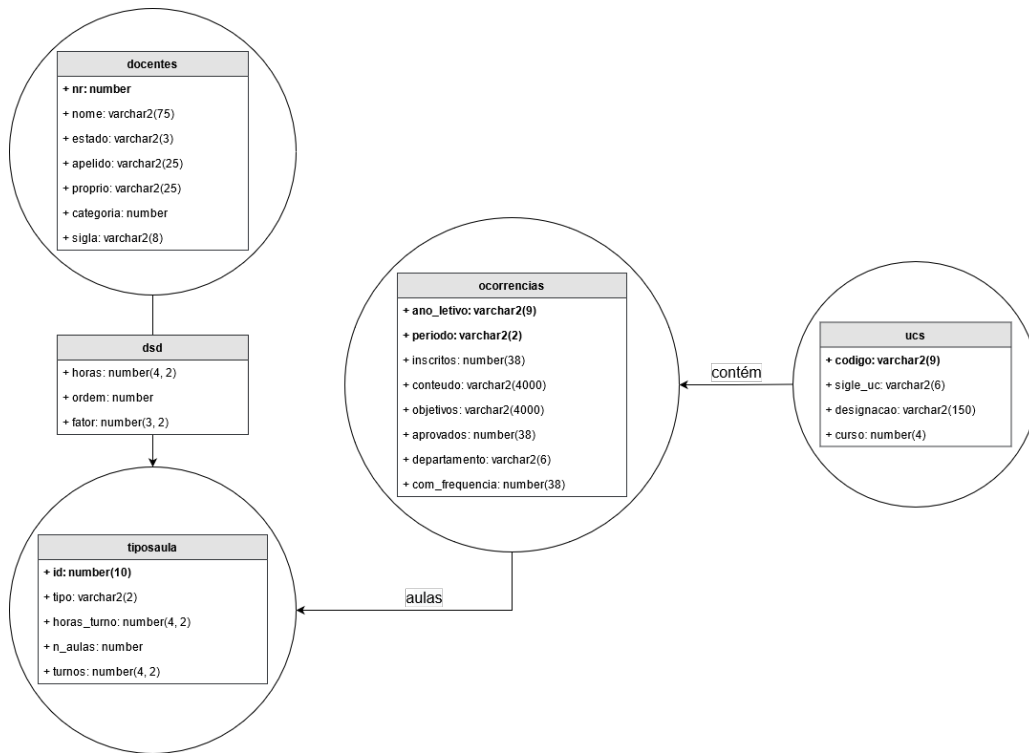 docentes
+ nr: number
+ nome: varchar2(75)
+ estado: varchar2(3)
+ apelido: varchar2(25)
+ proprio: varchar2(25)
+ categoria: number
+ sigla: varchar2(8)
dsd
+ horas: number(4, 2)
+ ordem: number
+ fator: number(3, 2)
tiposaula
+ id: number(10)
+ tipo: varchar2(2)
+ horas_turno: number(4, 2)
+ n_aulas: number
+ turnos: number(4, 2)
aulas
ocorrencias
+ ano_letivo: varchar2(9)
+ periodo: varchar2(2)
+ inscritos: number(38)
+ conteudo: varchar2(4000)
+ objetivos: varchar2(4000)
+ aprovados: number(38)
+ departamento: varchar2(6)
+ com_frequencia: number(38)
contém
ucs
+ codigo: varchar2(9)
+ sigle_uc: varchar2(6)
+ designacao: varchar2(150)
+ curso: number(4)